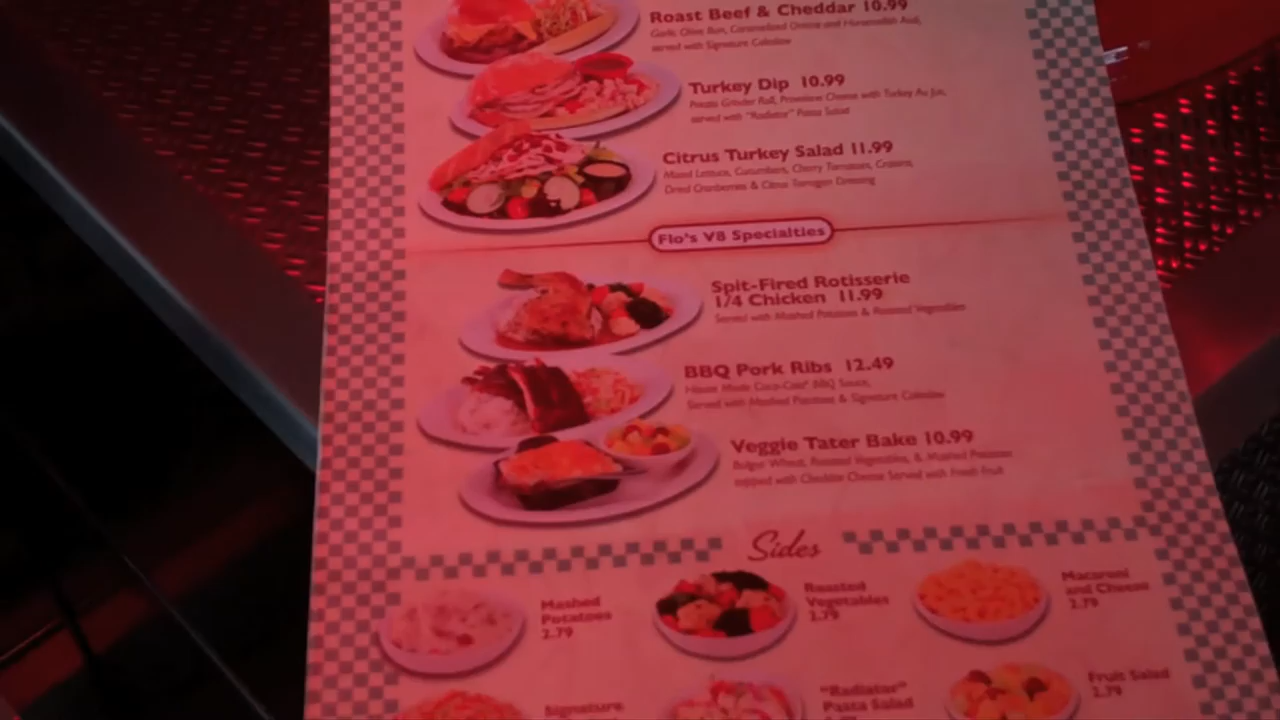 Roast Beef & Cheddar 10.99
Garlic Olive Bun, Caramelized Onions and Horseradish Aioli,
served with Signature Coleslaw
Turkey Dip 10.99
Potato Grinder Roll, Provolone Cheese with Turkey Au Jus,
served with "Radiator" Pasta Salad
Citrus Turkey Salad 11.99
Mixed Lettuce, Cucumbers, Cherry Tomatoes,
Dried Cranberries & Citrus Tarragon Dressing
Flo's V8 Specialties
Spit-Fired Rotisserie
1/4 Chicken 11.99
Served with Mashed Potatoes & Roasted Vegetables
BBQ Pork Ribs 12.49
House Made Coca-Cola® BBQ Sauce,
Served with Mashed Potatoes & Signature Coleslaw
Veggie Tater Bake 10.99
Bulgur Wheat, Roasted Vegetables, & Mashed Potatoes
topped with Cheddar Cheese Served with Fresh Fruit
Sides
Mashed
Potatoes
2.79
Roasted
Vegetables
2.79
Macaroni
and Cheese
2.79
Signature
"Radiator"
Pasta Salad
Fruit Salad
2.79